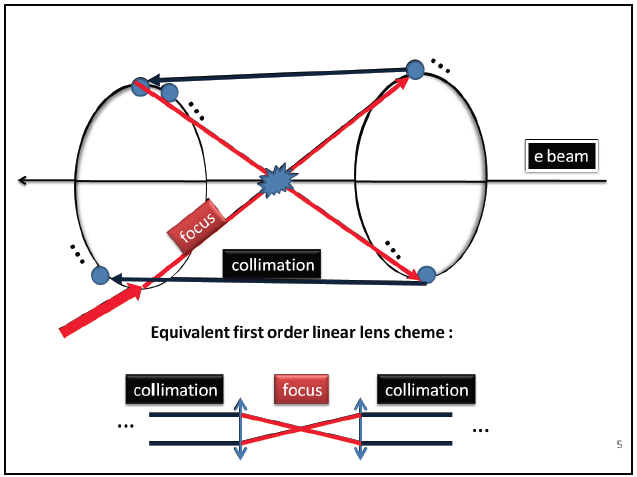 e beam
focus
collimation
Equivalent first order linear lens cheme :
collimation focus collimation
... ...
5